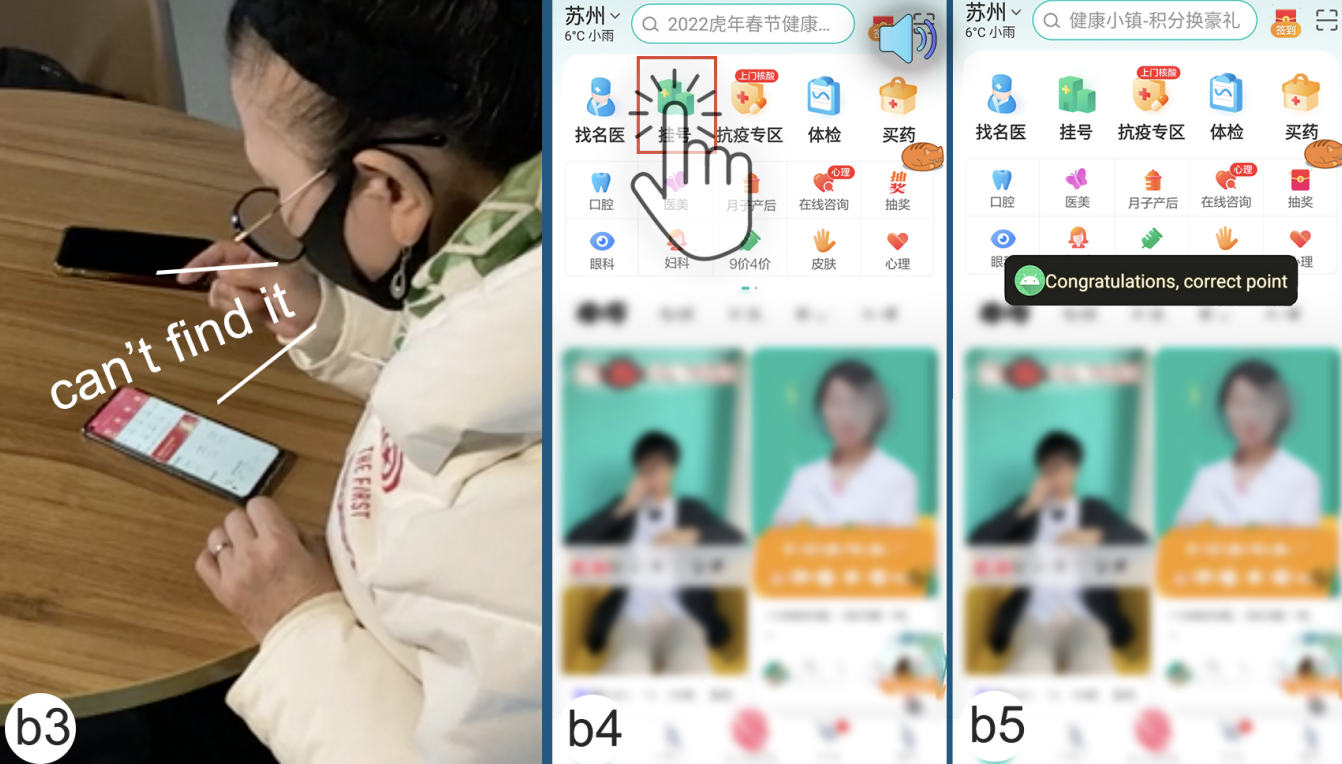 can't find it
THE FIRST
b3
苏州
6°C 小雨
2022虎年春节健康...
上门核酸
找名医
挂号
抗疫专区
体检
买药
心理
抽奖
口腔
医美
月子产后
在线咨询
抽奖
眼科
妇科
9价4价
皮肤
心理
b4
苏州
6°C 小雨
健康小镇-积分换豪礼
签到
上门核酸
找名医
挂号
抗疫专区
体检
买药
心理
口腔
医美
月子产后
在线咨询
抽奖
Congratulations, correct point
b5